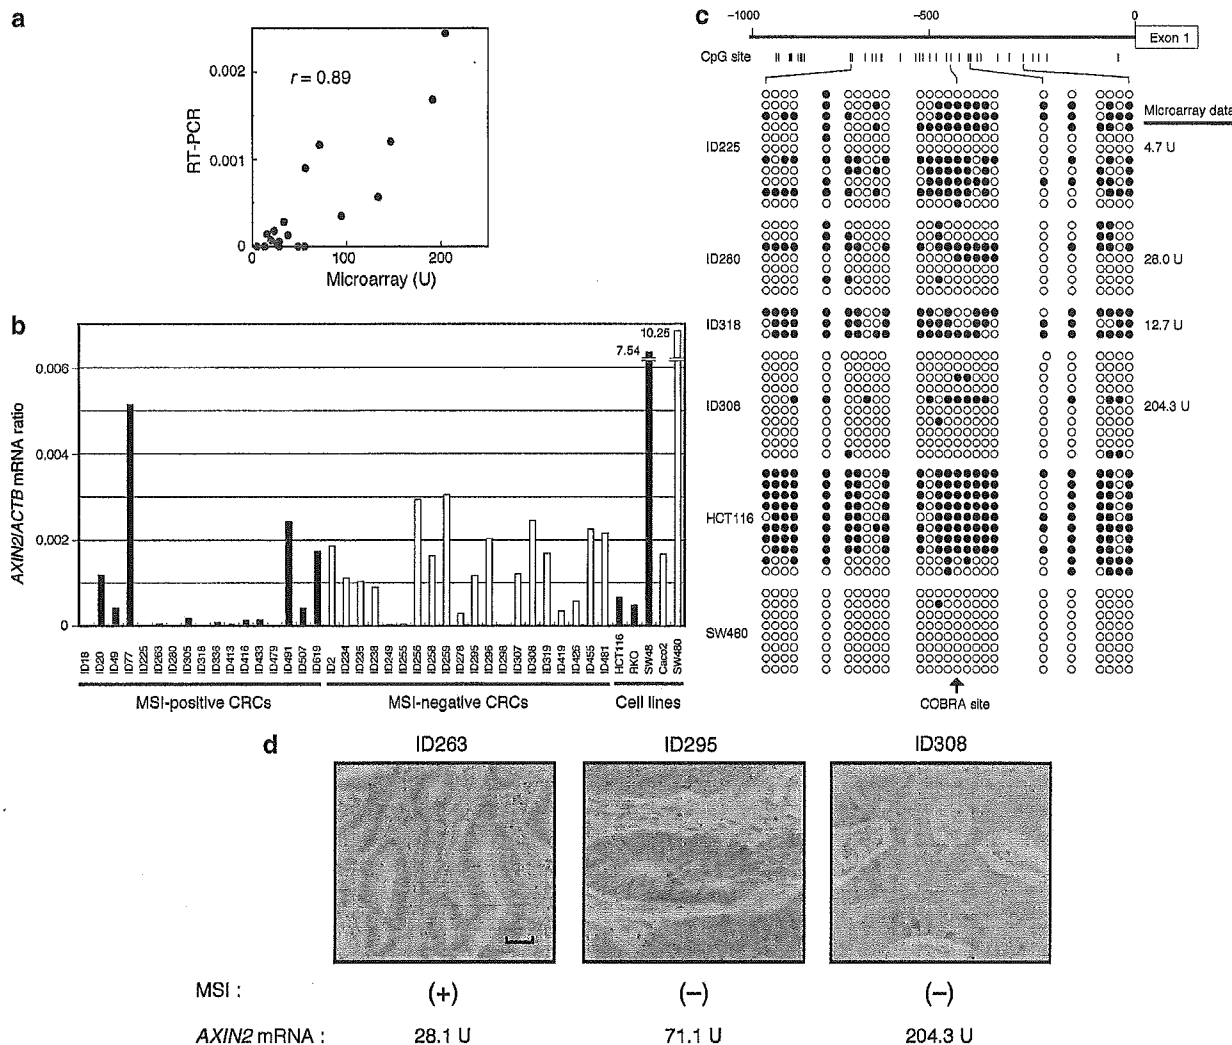 a
RT-PCR
0.002
0.001
0
r = 0.89
0
100
200
Microarray (U)
b
AXIN2/ACTB mRNA ratio
0.006
0.004
0.002
0
7.54
10.25
ID18
ID20
ID49
ID77
ID225
ID263
ID280
ID305
ID318
ID336
ID413
ID416
ID433
ID479
ID491
ID507
ID619
ID2
ID234
ID235
ID238
ID249
ID255
ID256
ID258
ID259
ID278
ID295
ID296
ID298
ID307
ID308
ID319
ID419
ID426
ID455
ID481
HCT116
RKO
SW48
Caco2
SW480
MSI-positive CRCs
MSI-negative CRCs
Cell lines
c
−1000
−500
0
Exon 1
CpG site
Microarray data
ID225
4.7 U
ID280
28.0 U
ID318
12.7 U
ID308
204.3 U
HCT116
SW480
COBRA site
d
ID263
ID295
ID308
MSI :
(+)
(−)
(−)
AXIN2 mRNA :
28.1 U
71.1 U
204.3 U